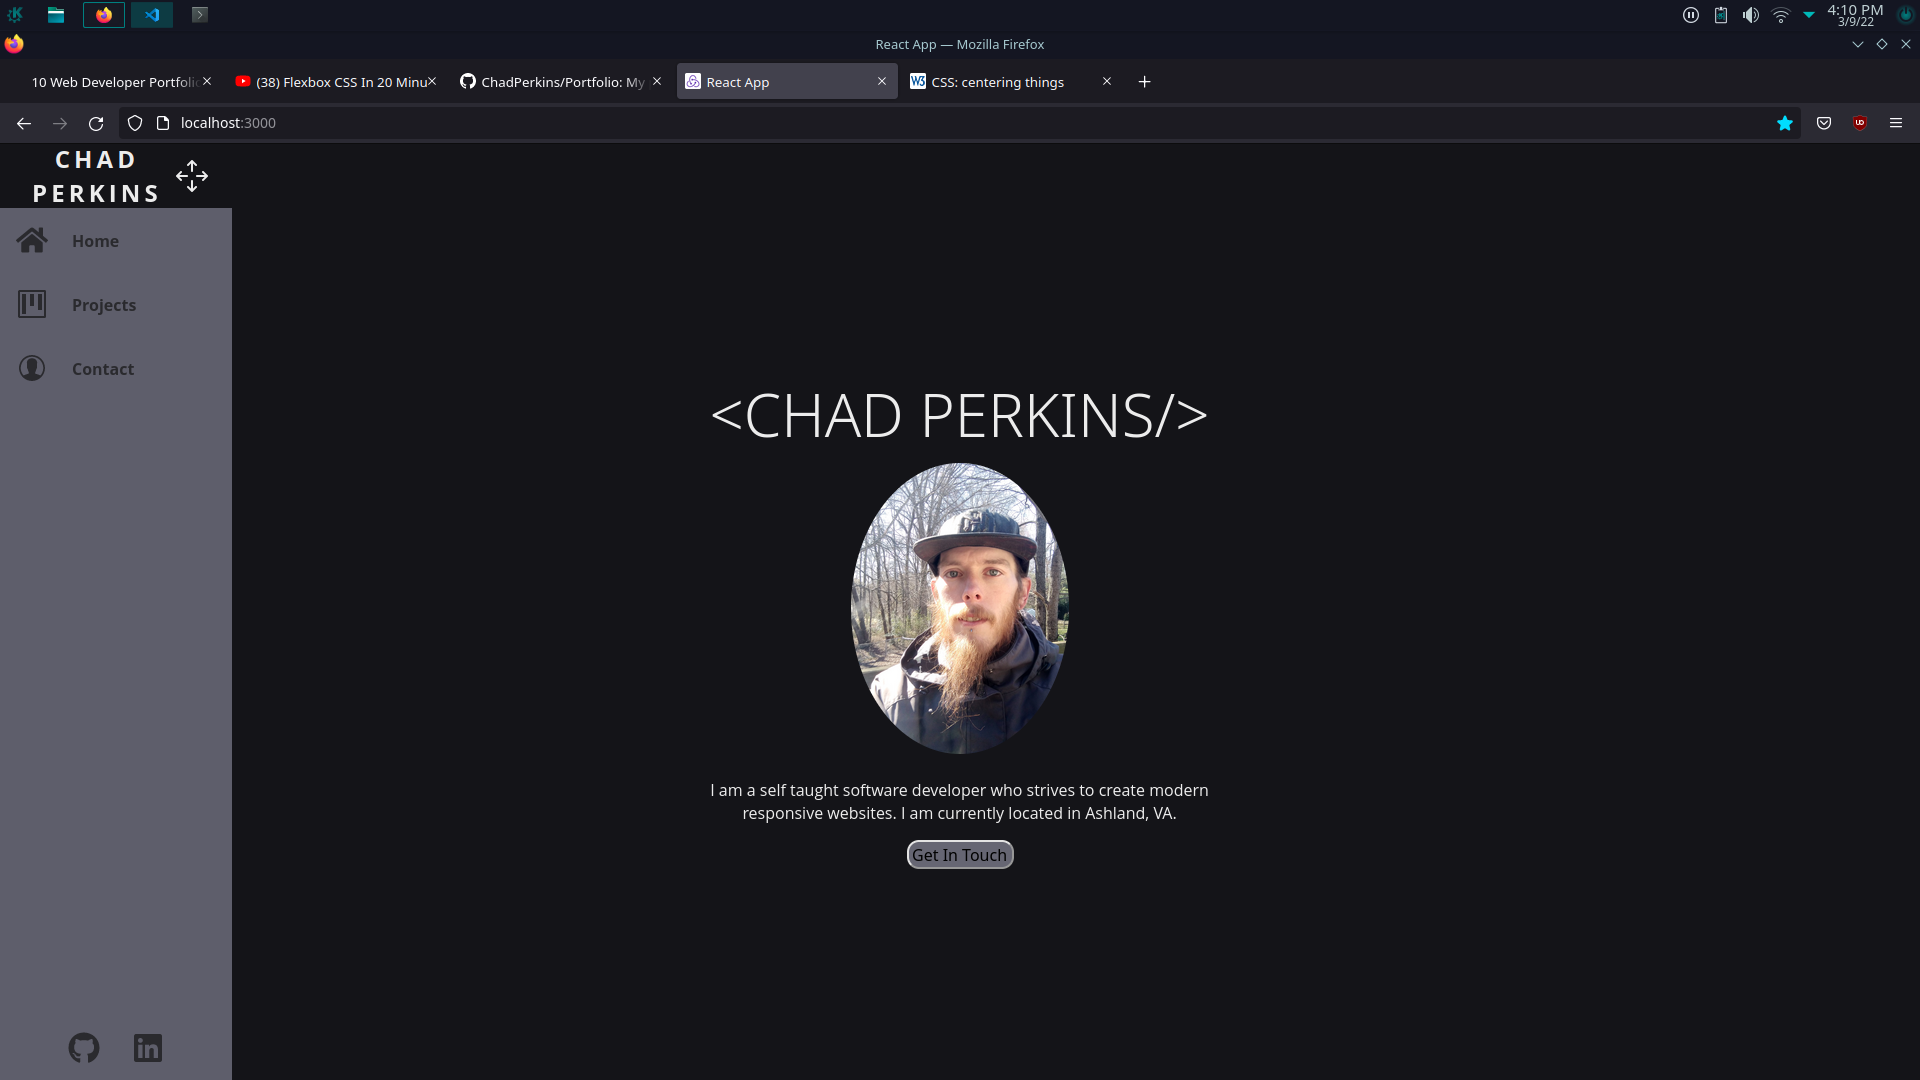 4:10 PM
3/9/22
React App — Mozilla Firefox
10 Web Developer Portfolio
(38) Flexbox CSS In 20 Minu
ChadPerkins/Portfolio: My
React App
W3 CSS: centering things
localhost:3000
CHAD
PERKINS
Home
Projects
Contact
<CHAD PERKINS/>
I am a self taught software developer who strives to create modern
responsive websites. I am currently located in Ashland, VA.
Get In Touch
in